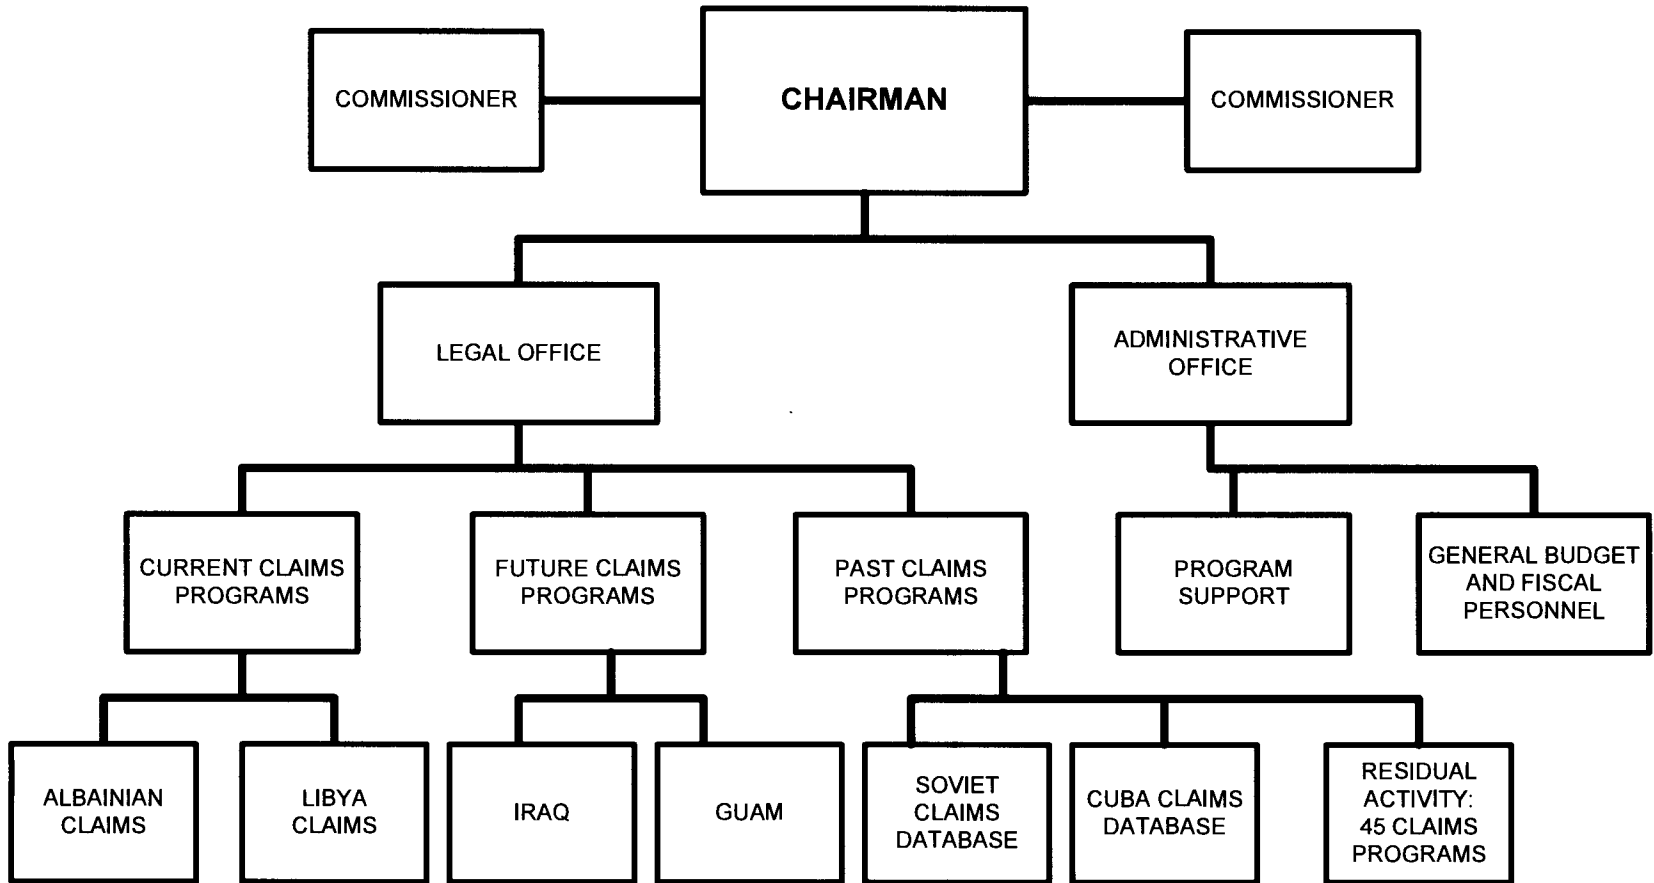 COMMISSIONER
CHAIRMAN
COMMISSIONER
LEGAL OFFICE
ADMINISTRATIVE
OFFICE
CURRENT CLAIMS
PROGRAMS
FUTURE CLAIMS
PROGRAMS
PAST CLAIMS
PROGRAMS
PROGRAM
SUPPORT
GENERAL BUDGET
AND FISCAL
PERSONNEL
ALBAINIAN
CLAIMS
LIBYA
CLAIMS
IRAQ
GUAM
SOVIET
CLAIMS
DATABASE
CUBA CLAIMS
DATABASE
RESIDUAL
ACTIVITY:
45 CLAIMS
PROGRAMS